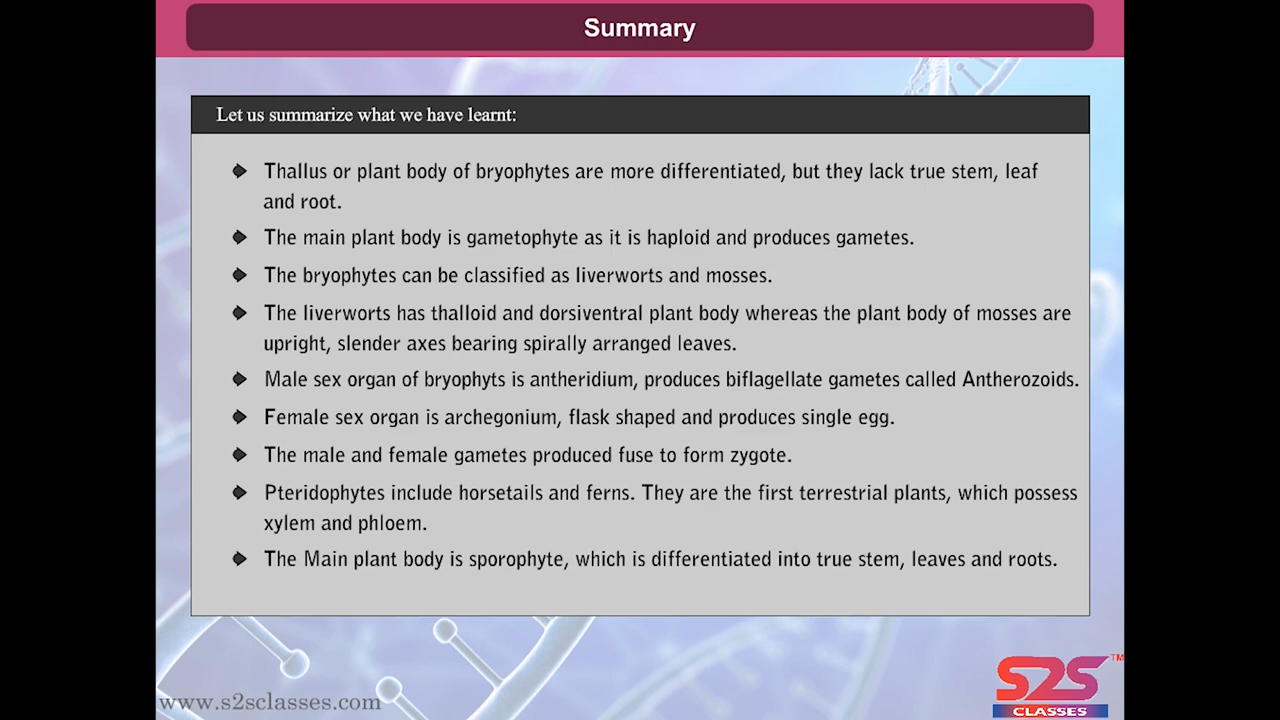 Summary
Let us summarize what we have learnt:
Thallus or plant body of bryophytes are more differentiated, but they lack true stem, leaf
and root.
The main plant body is gametophyte as it is haploid and produces gametes.
The bryophytes can be classified as liverworts and mosses.
The liverworts has thalloid and dorsiventral plant body whereas the plant body of mosses are
upright, slender axes bearing spirally arranged leaves.
Male sex organ of bryophyts is antheridium, produces biflagellate gametes called Antherozoids.
Female sex organ is archegonium, flask shaped and produces single egg.
The male and female gametes produced fuse to form zygote.
Pteridophytes include horsetails and ferns. They are the first terrestrial plants, which possess
xylem and phloem.
The Main plant body is sporophyte, which is differentiated into true stem, leaves and roots.
www.s2sclasses.com
S2S TM
CLASSES